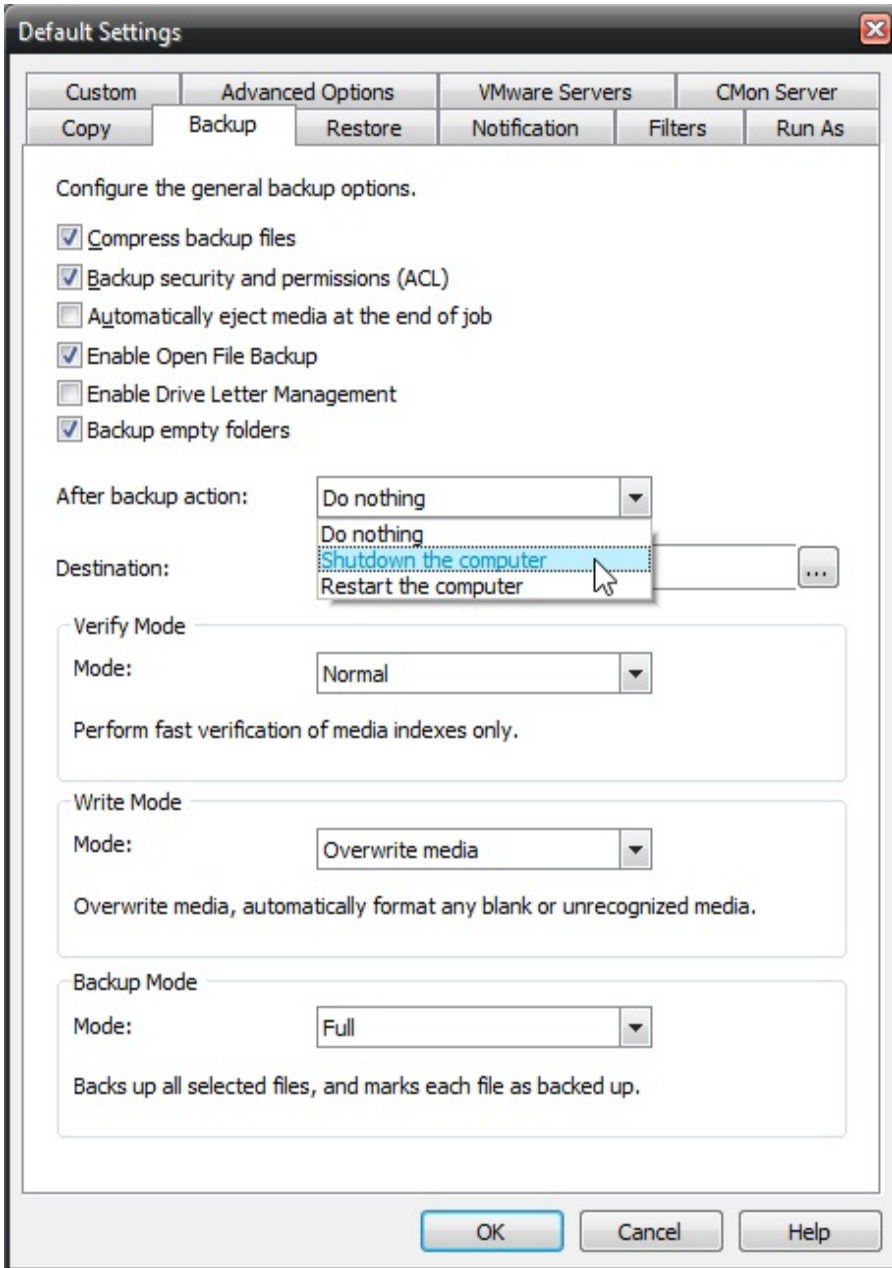 Default Settings
Custom Advanced Options VMware Servers CMon Server
Copy Backup Restore Notification Filters Run As
Configure the general backup options.
Compress backup files
Backup security and permissions (ACL)
Automatically eject media at the end of job
Enable Open File Backup
Enable Drive Letter Management
Backup empty folders
After backup action: Do nothing
Do nothing
Shutdown the computer
Destination: ...
Restart the computer
Verify Mode
Mode: Normal
Perform fast verification of media indexes only.
Write Mode
Mode: Overwrite media
Overwrite media, automatically format any blank or unrecognized media.
Backup Mode
Mode: Full
Backs up all selected files, and marks each file as backed up.
OK Cancel Help